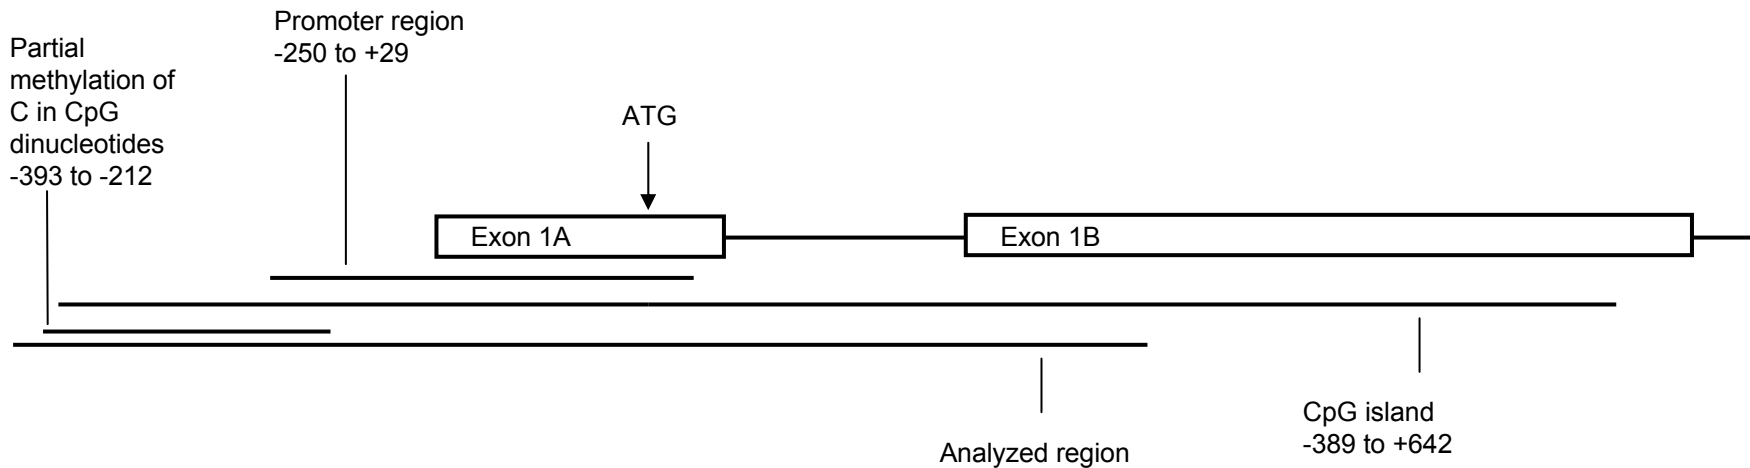 Promoter region
-250 to +29
Partial
methylation of
C in CpG
dinucleotides
-393 to -212
ATG
Exon 1A
Exon 1B
Analyzed region
CpG island
-389 to +642